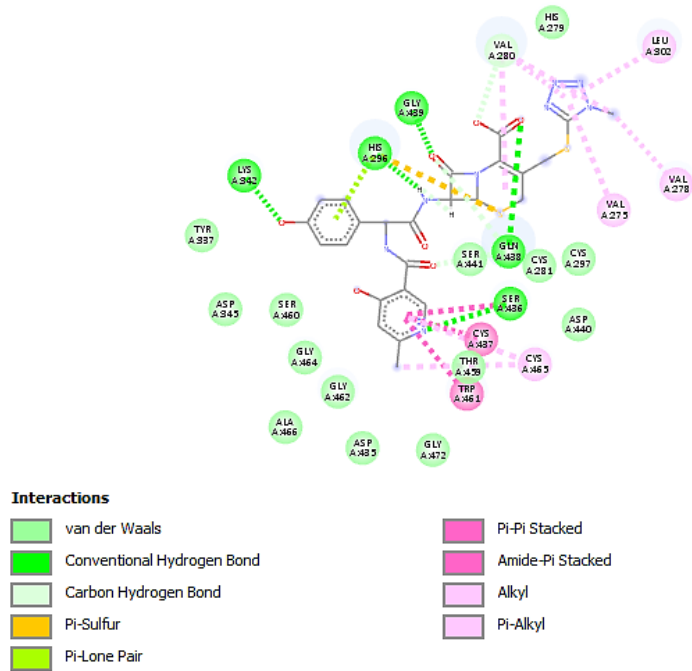 HIS
A:279
VAL
A:280
LEU
A:302
GLY
A:439
HIS
A:296
LYS
A:342
VAL
A:278
VAL
A:275
TYR
A:337
SER
A:441
GLN
A:438
CYS
A:281
CYS
A:297
ASP
A:345
SER
A:460
SER
A:436
ASP
A:440
CYS
A:437
GLY
A:464
THR
A:459
CYS
A:465
GLY
A:462
TRP
A:461
ALA
A:466
ASP
A:435
GLY
A:472
N
N
N
N
O
O
O
N
S
H
N
H
S
O
O
N
O
O
N
Interactions
van der Waals
Conventional Hydrogen Bond
Carbon Hydrogen Bond
Pi-Sulfur
Pi-Lone Pair
Pi-Pi Stacked
Amide-Pi Stacked
Alkyl
Pi-Alkyl